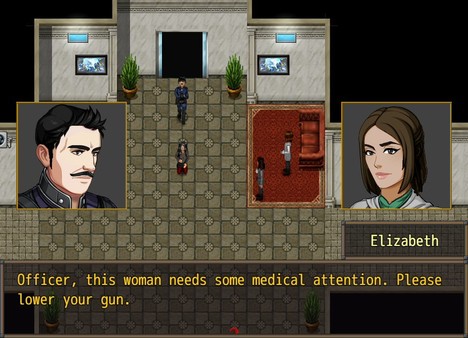 Elizabeth
Officer, this woman needs some medical attention. Please
lower your gun.